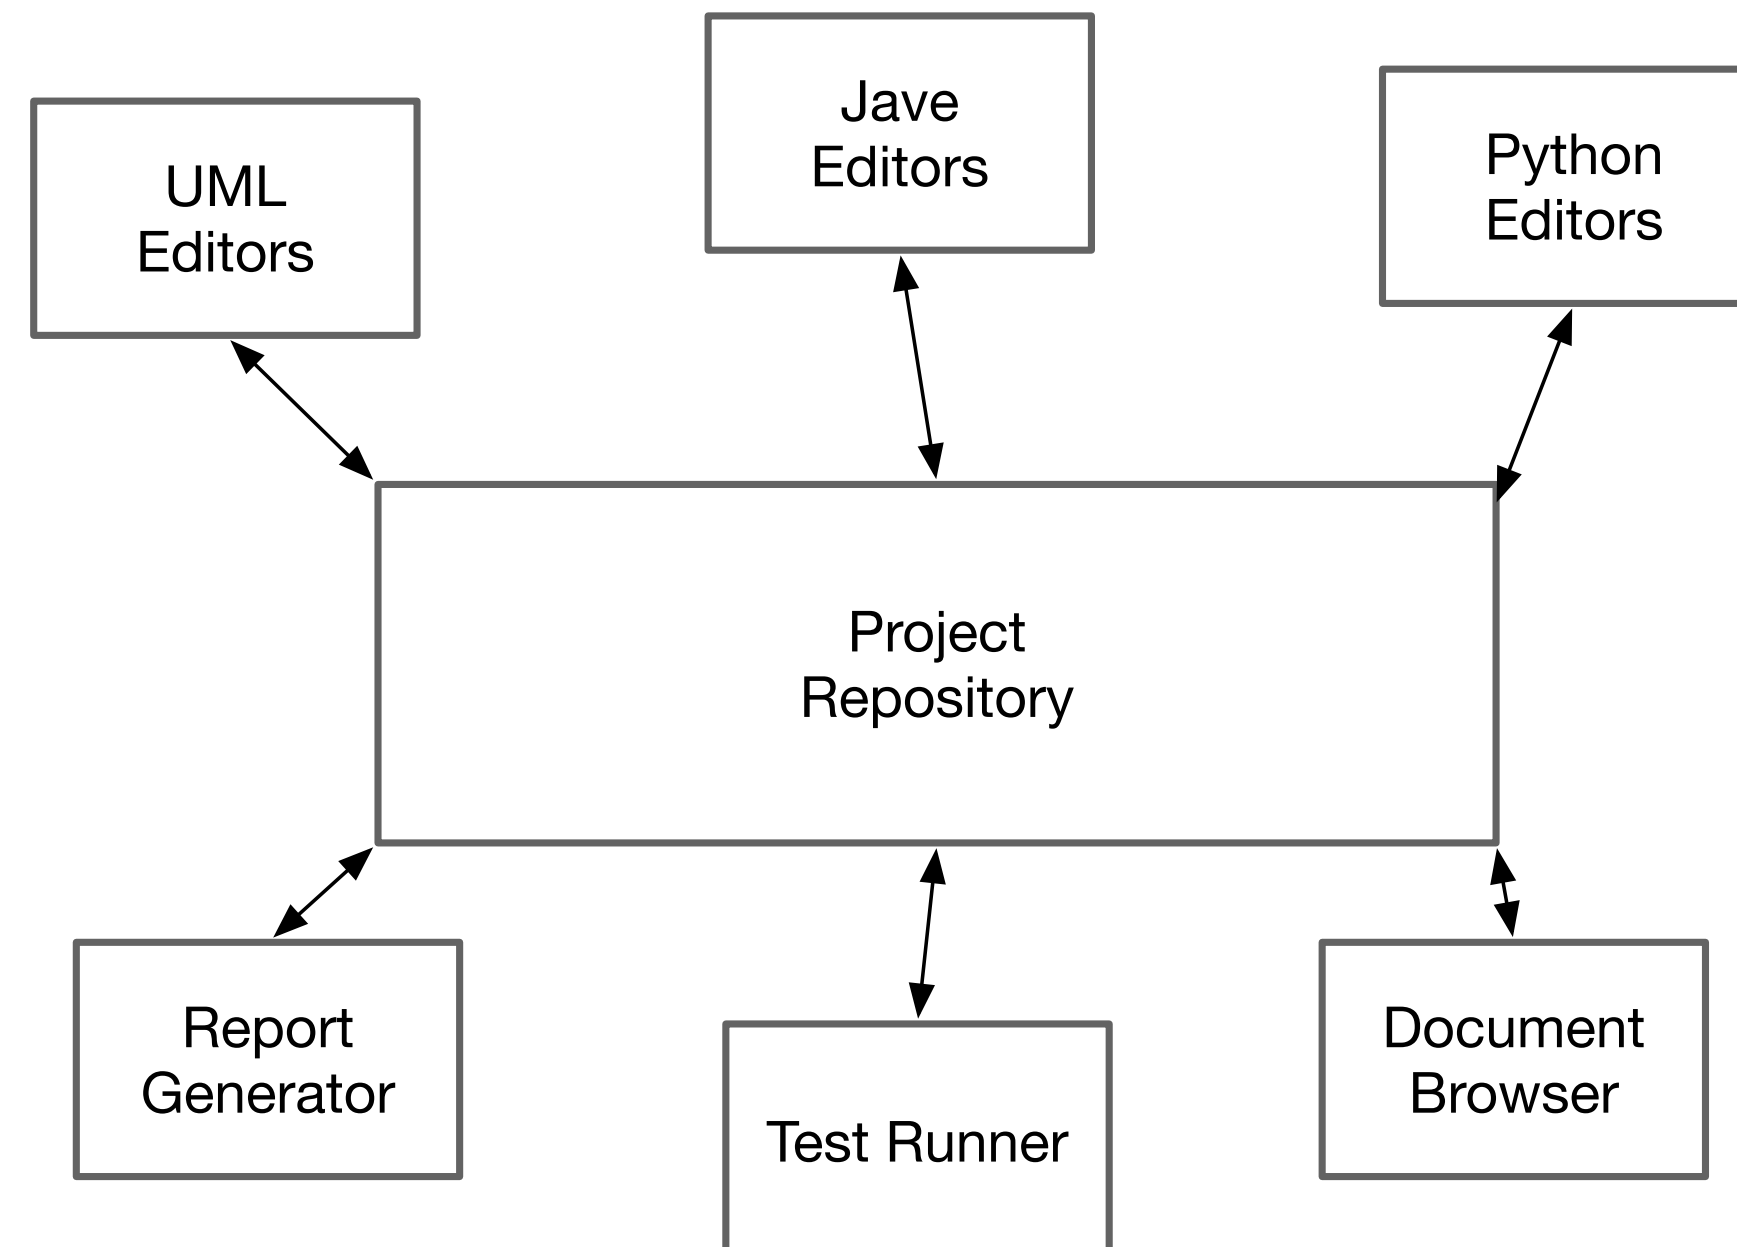 UML
Editors
Jave
Editors
Python
Editors
Project
Repository
Report
Generator
Test Runner
Document
Browser